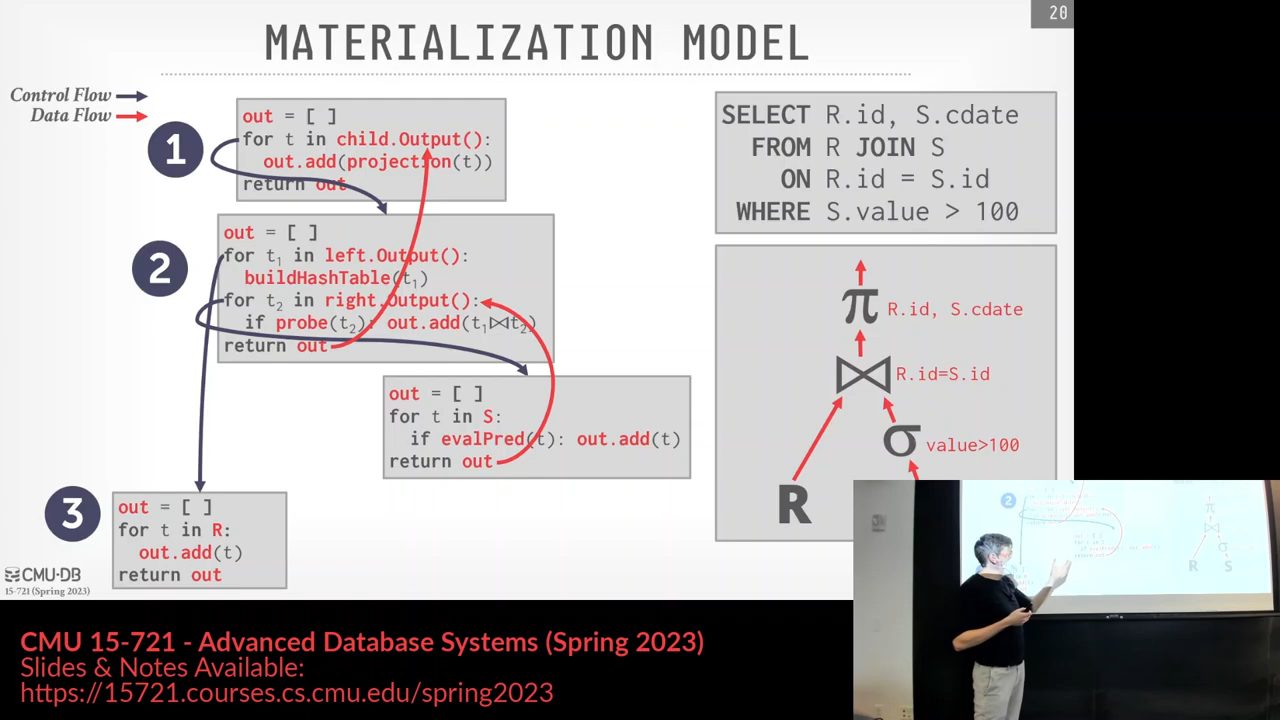 20
MATERIALIZATION MODEL
Control Flow
Data Flow
1
out = [ ]
for t in child.Output():
out.add(projection(t))
return out
2
out = [ ]
for t₁ in left.Output():
buildHashTable(t₁)
for t₂ in right.Output():
if probe(t₂): out.add(t₁⋈t₂)
return out
out = [ ]
for t in S:
if evalPred(t): out.add(t)
return out
3
out = [ ]
for t in R:
out.add(t)
return out
SELECT R.id, S.cdate
FROM R JOIN S
ON R.id = S.id
WHERE S.value > 100
π R.id, S.cdate
⋈ R.id=S.id
σ value>100
R
2
π
⋈
σ
R S
CMU·DB
15-721 (Spring 2023)
CMU 15-721 - Advanced Database Systems (Spring 2023)
Slides & Notes Available:
https://15721.courses.cs.cmu.edu/spring2023